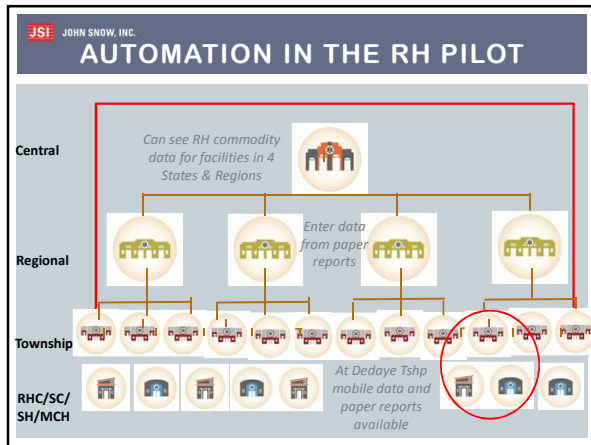 JSI JOHN SNOW, INC.
AUTOMATION IN THE RH PILOT
Central
Can see RH commodity
data for facilities in 4
States & Regions
Regional
Enter data
from paper
reports
Township
RHC/SC/
SH/MCH
At Dedaye Tshp
mobile data and
paper reports
available